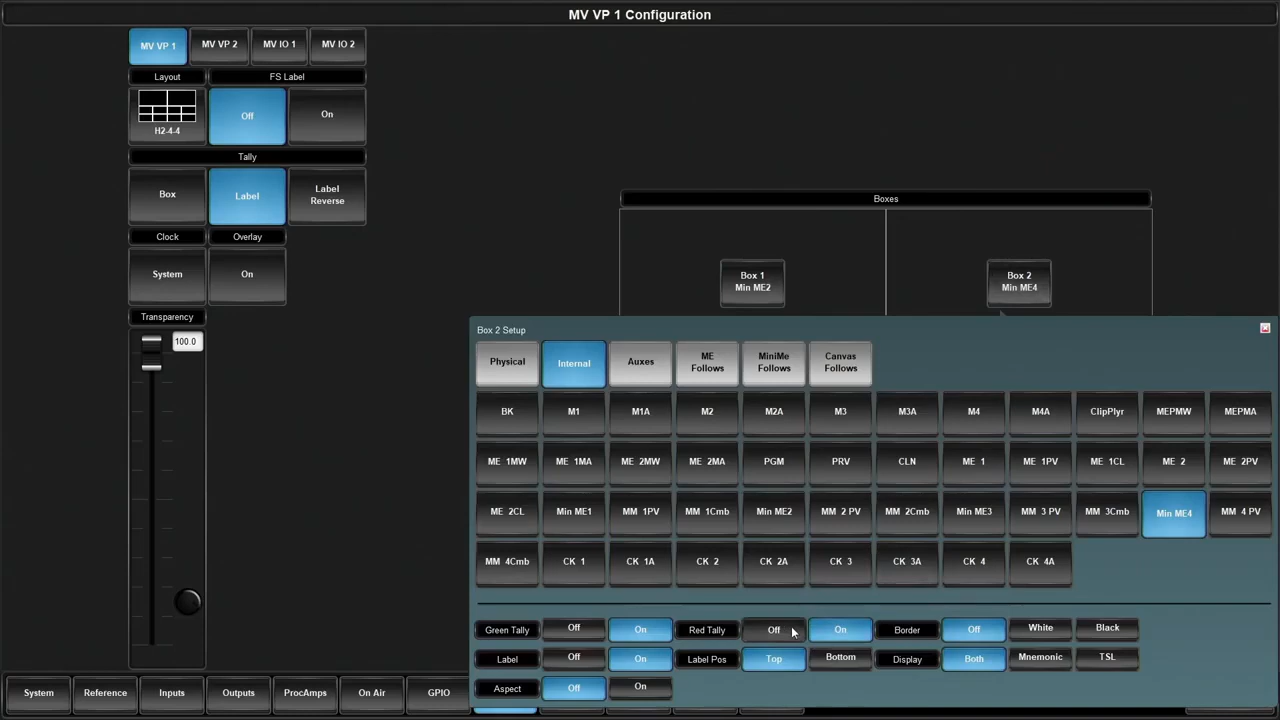 MV VP 1 Configuration
MV VP 1
MV VP 2
MV IO 1
MV IO 2
Layout
FS Label
H2-4-4
Off
On
Tally
Box
Label
Label
Reverse
Clock
Overlay
System
On
Transparency
100.0
Boxes
Box 1
Min ME2
Box 2
Min ME4
Box 2 Setup
Physical
Internal
Auxes
ME
Follows
MiniMe
Follows
Canvas
Follows
BK
M1
M1A
M2
M2A
M3
M3A
M4
M4A
ClipPlyr
MEPMW
MEPMA
ME 1MW
ME 1MA
ME 2MW
ME 2MA
PGM
PRV
CLN
ME 1
ME 1PV
ME 1CL
ME 2
ME 2PV
ME 2CL
Min ME1
MM 1PV
MM 1Cmb
Min ME2
MM 2 PV
MM 2Cmb
Min ME3
MM 3 PV
MM 3Cmb
Min ME4
MM 4 PV
MM 4Cmb
CK 1
CK 1A
CK 2
CK 2A
CK 3
CK 3A
CK 4
CK 4A
Green Tally
Off
On
Red Tally
Off
On
Border
Off
White
Black
Label
Off
On
Label Pos
Top
Bottom
Display
Both
Mnemonic
TSL
Aspect
Off
On
System
Reference
Inputs
Outputs
ProcAmps
On Air
GPIO